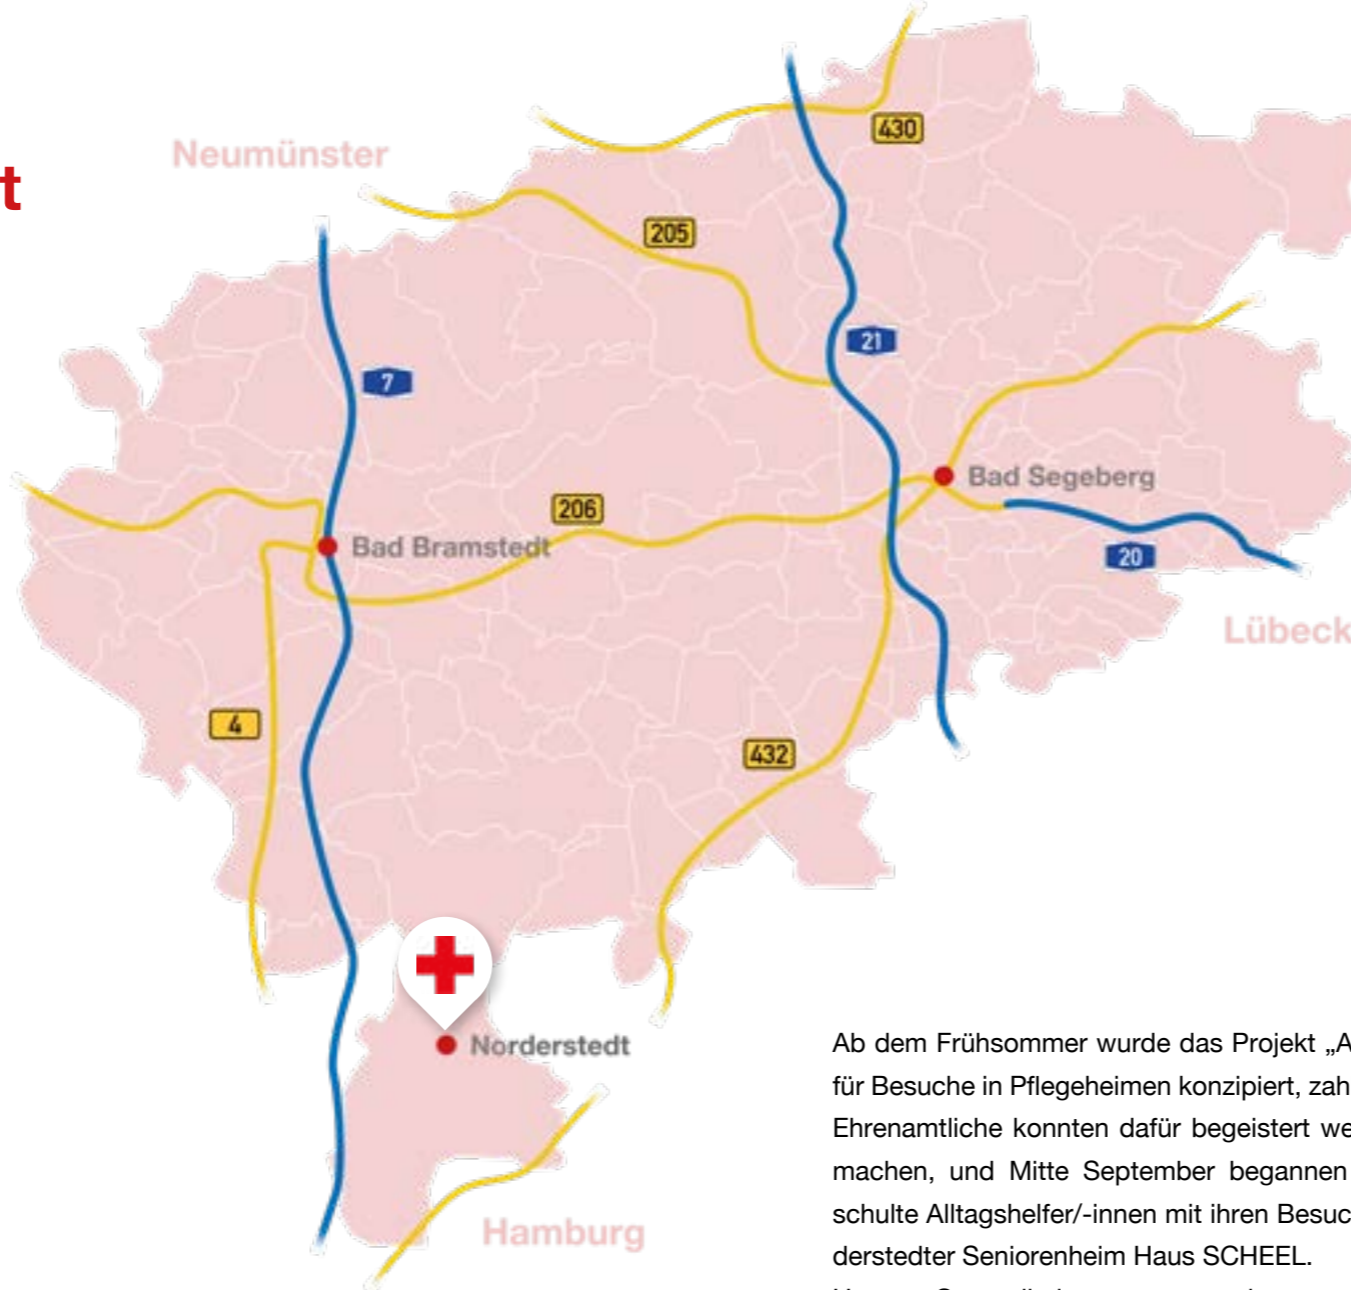 t
Neumünster
430
205
21
7
Bad Segeberg
206
Bad Bramstedt
20
Lübeck
4
432
Norderstedt
Hamburg
Ab dem Frühsommer wurde das Projekt „A
für Besuche in Pflegeheimen konzipiert, zah
Ehrenamtliche konnten dafür begeistert we
machen, und Mitte September begannen
schulte Alltagshelfer/-innen mit ihren Besuc
derstedter Seniorenheim Haus SCHEEL.